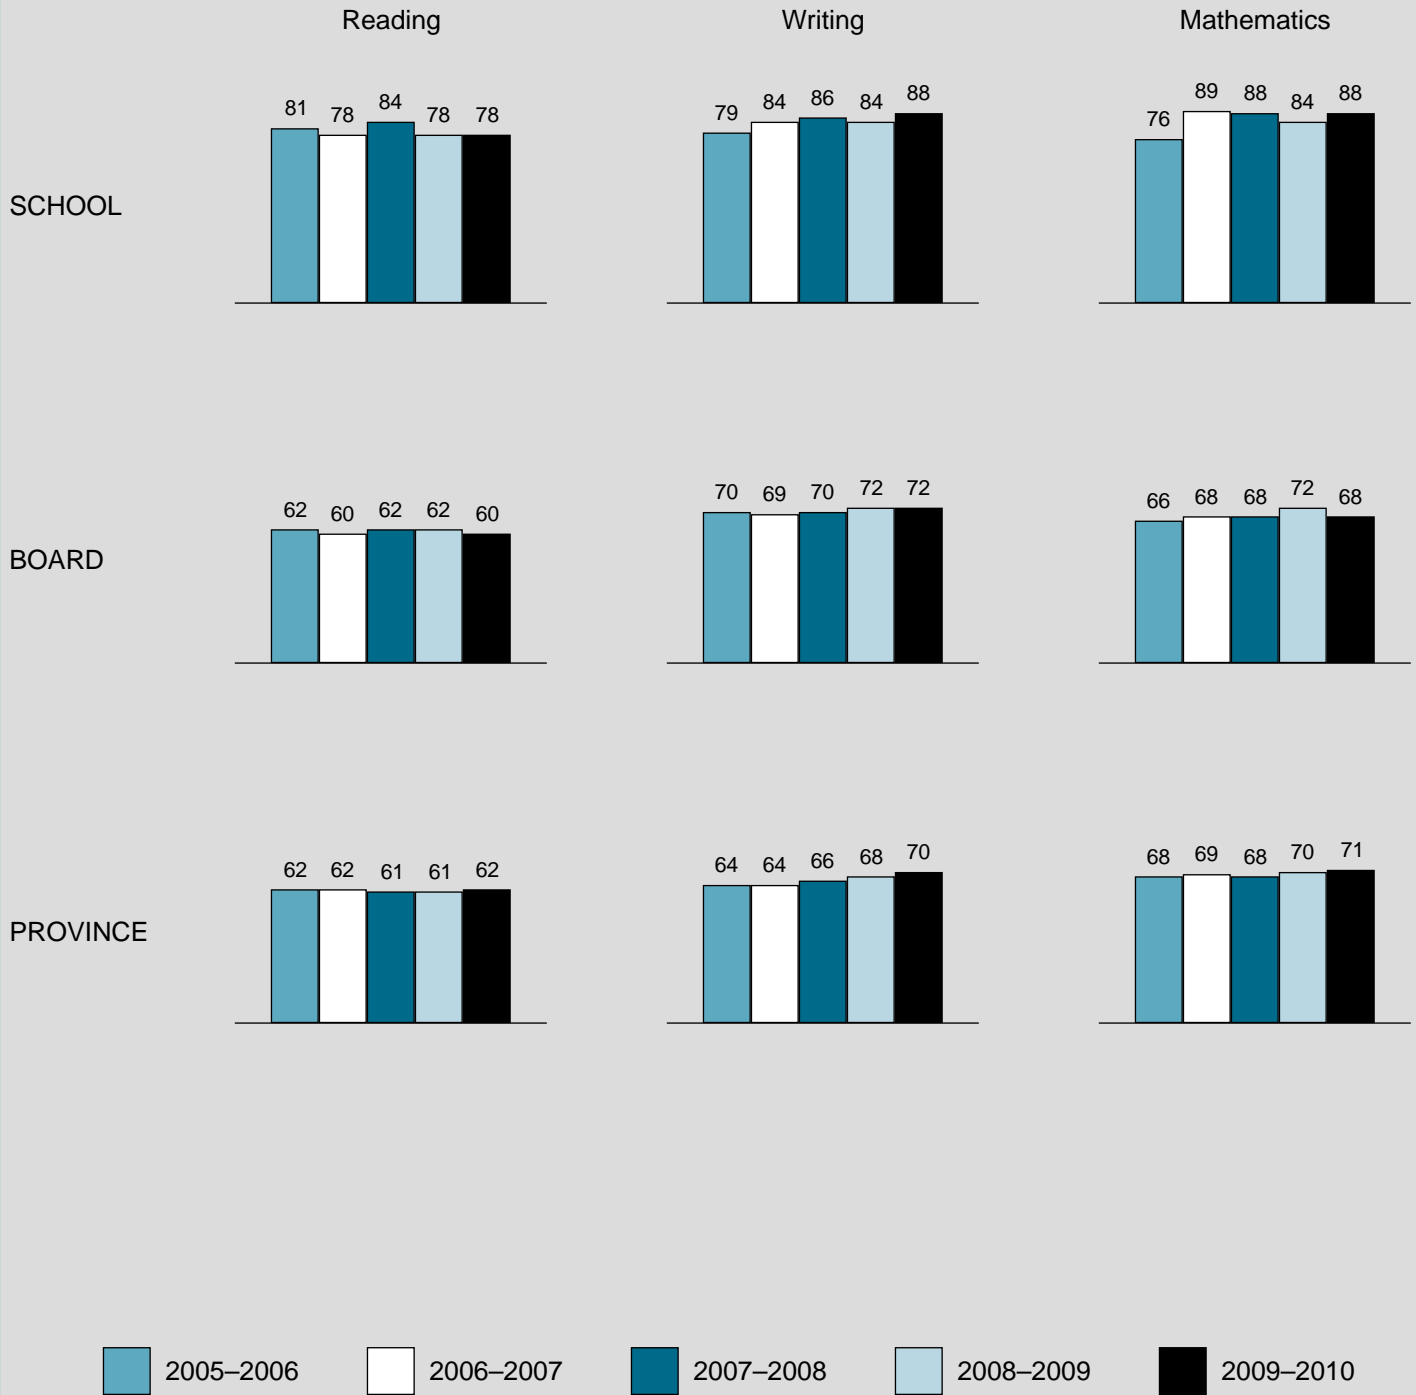 Reading Writing Mathematics
81 78 84 78 78 79 84 86 84 88 76 89 88 84 88
SCHOOL
62 60 62 62 60 70 69 70 72 72 66 68 68 72 68
BOARD
62 62 61 61 62 64 64 66 68 70 68 69 68 70 71
PROVINCE
2005–2006 2006–2007 2007–2008 2008–2009 2009–2010